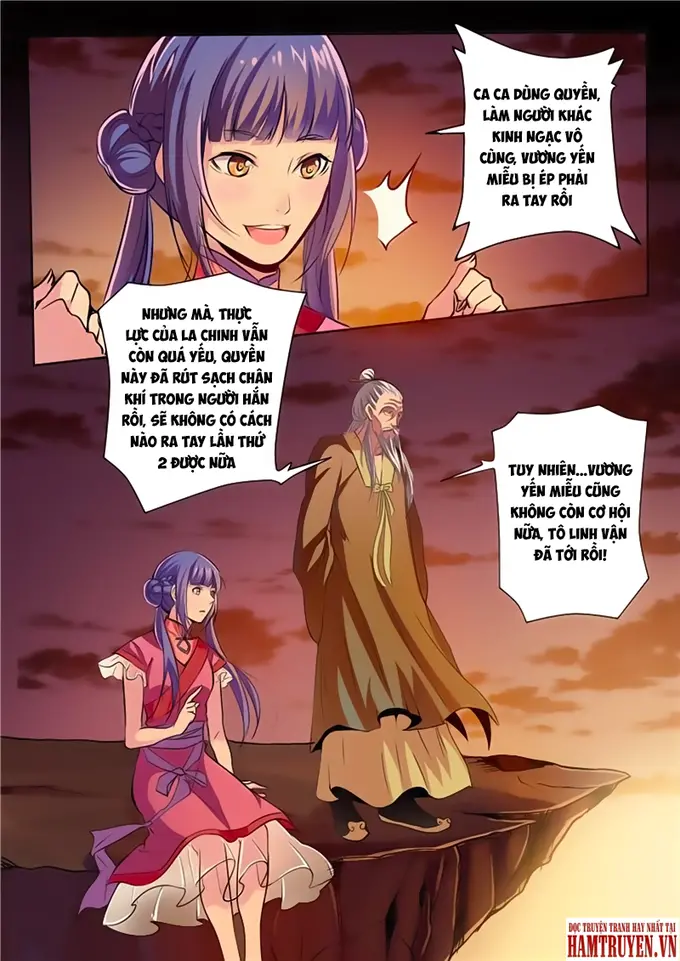 CA CA DÙNG QUYỀN,
LÀM NGƯỜI KHÁC
KINH NGẠC VÔ
CÙNG, VƯƠNG YẾN
MIỄU BỊ ÉP PHẢI
RA TAY RỒI
NHƯNG MÀ, THỰC
LỰC CỦA LA CHINH VẪN
CÒN QUÁ YẾU, QUYỀN
NÀY ĐÃ RÚT SẠCH CHÂN
KHÍ TRONG NGƯỜI HẮN
RỒI, SẼ KHÔNG CÓ CÁCH
NÀO RA TAY LẦN THỨ
2 ĐƯỢC NỮA
TUY NHIÊN...VƯƠNG
YẾN MIỄU CŨNG
KHÔNG CÒN CƠ HỘI
NỮA, TÔ LINH VẬN
ĐÃ TỚI RỒI!
ĐỌC TRUYỆN TRANH HAY NHẤT TẠI
HAMTRUYEN.VN